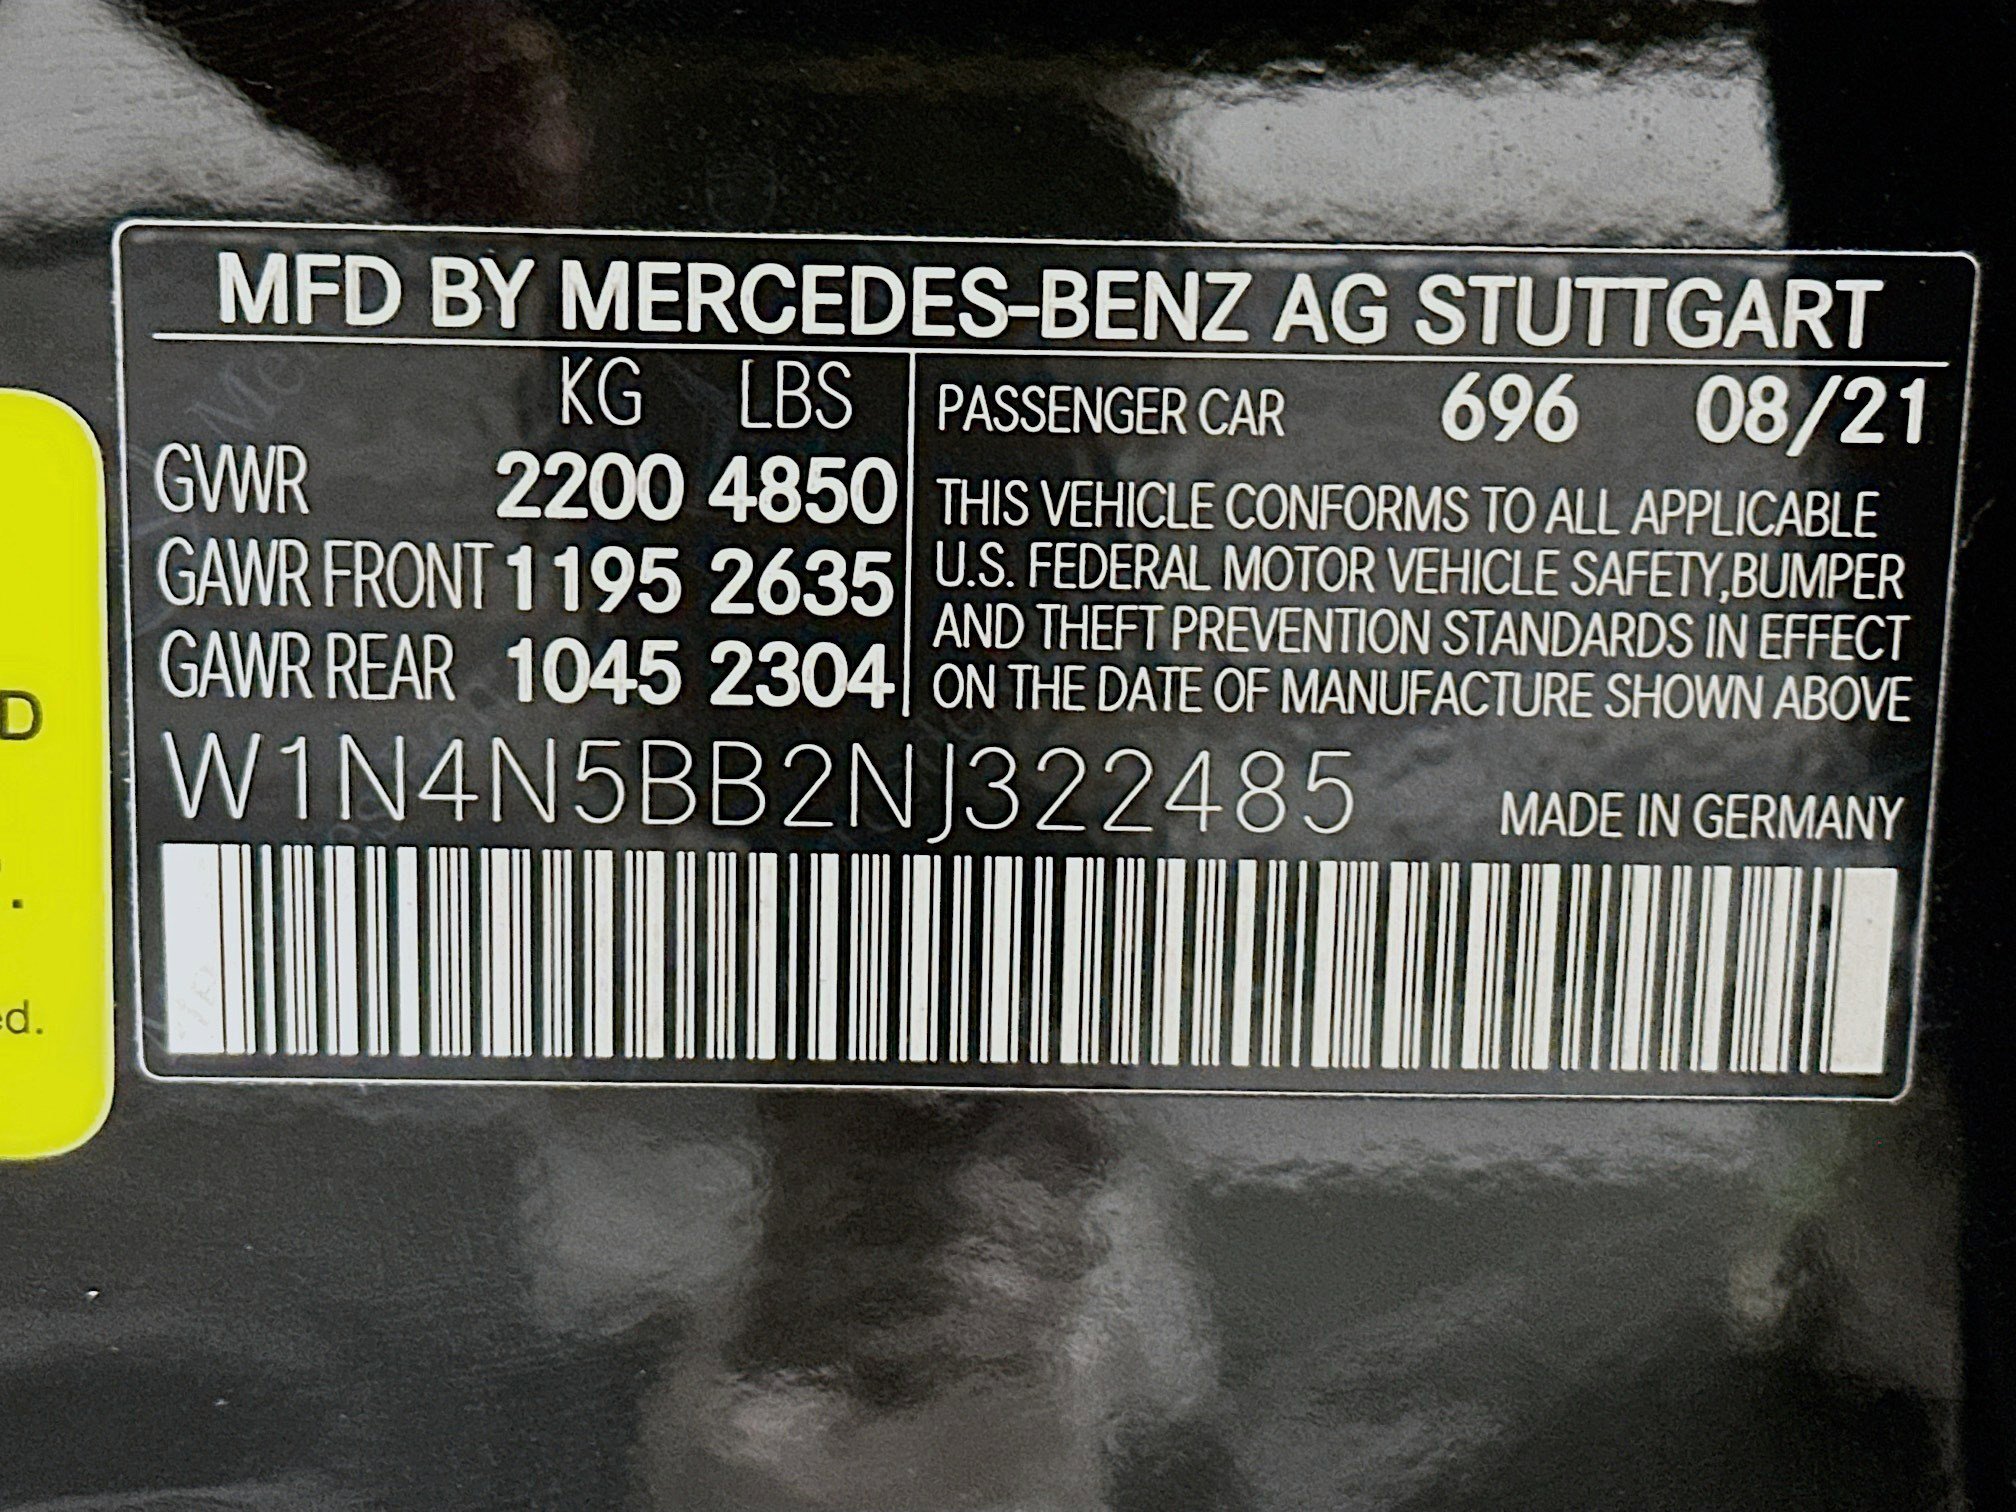 MFD BY MERCEDES-BENZ AG STUTTGART
KG LBS
GVWR 2200 4850
GAWR FRONT 1195 2635
GAWR REAR 1045 2304
PASSENGER CAR 696 08/21
THIS VEHICLE CONFORMS TO ALL APPLICABLE
U.S. FEDERAL MOTOR VEHICLE SAFETY,BUMPER
AND THEFT PREVENTION STANDARDS IN EFFECT
ON THE DATE OF MANUFACTURE SHOWN ABOVE
W1N4N5BB2NJ322485
MADE IN GERMANY
D
ed.